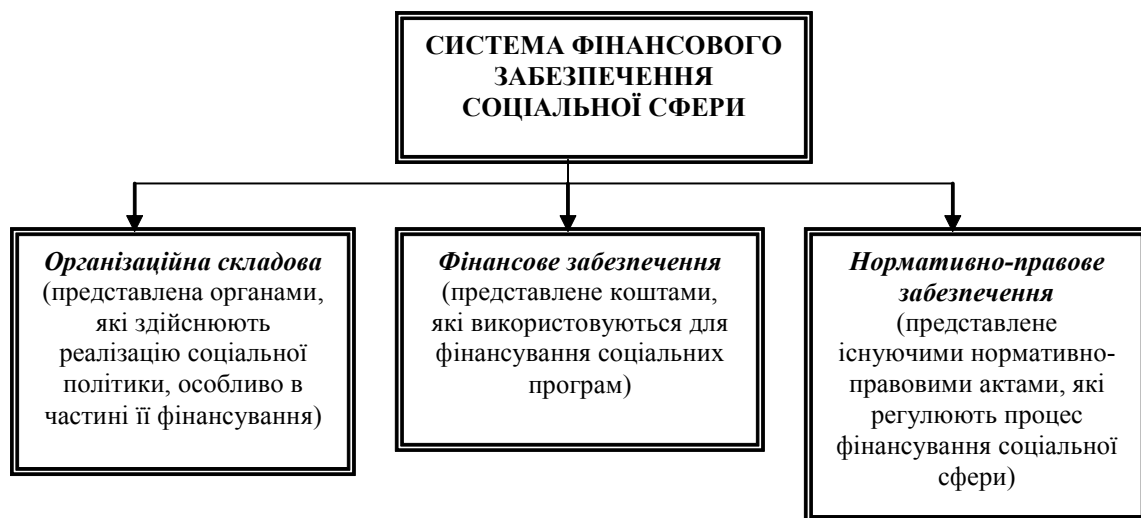 СИСТЕМА ФІНАНСОВОГО
ЗАБЕЗПЕЧЕННЯ
СОЦІАЛЬНОЇ СФЕРИ
Організаційна складова
(представлена органами,
які здійснюють
реалізацію соціальної
політики, особливо в
частині її фінансування)
Фінансове забезпечення
(представлене коштами,
які використовуються для
фінансування соціальних
програм)
Нормативно-правове
забезпечення
(представлене
існуючими нормативно-
правовими актами, які
регулюють процес
фінансування соціальної
сфери)